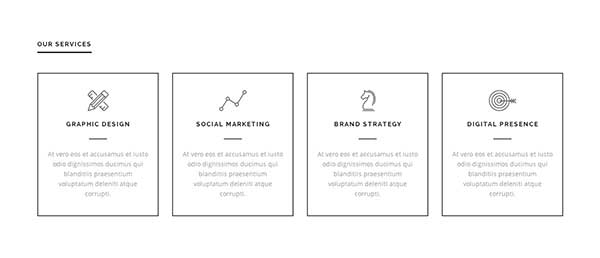 OUR SERVICES
GRAPHIC DESIGN
At vero eos et accusamus et iusto
odio dignissimos ducimus qui
blanditiis praesentium
voluptatum deleniti atque
corrupti.
SOCIAL MARKETING
At vero eos et accusamus et iusto
odio dignissimos ducimus qui
blanditiis praesentium
voluptatum deleniti atque
corrupti.
BRAND STRATEGY
At vero eos et accusamus et iusto
odio dignissimos ducimus qui
blanditiis praesentium
voluptatum deleniti atque
corrupti.
DIGITAL PRESENCE
At vero eos et accusamus et iusto
odio dignissimos ducimus qui
blanditiis praesentium
voluptatum deleniti atque
corrupti.